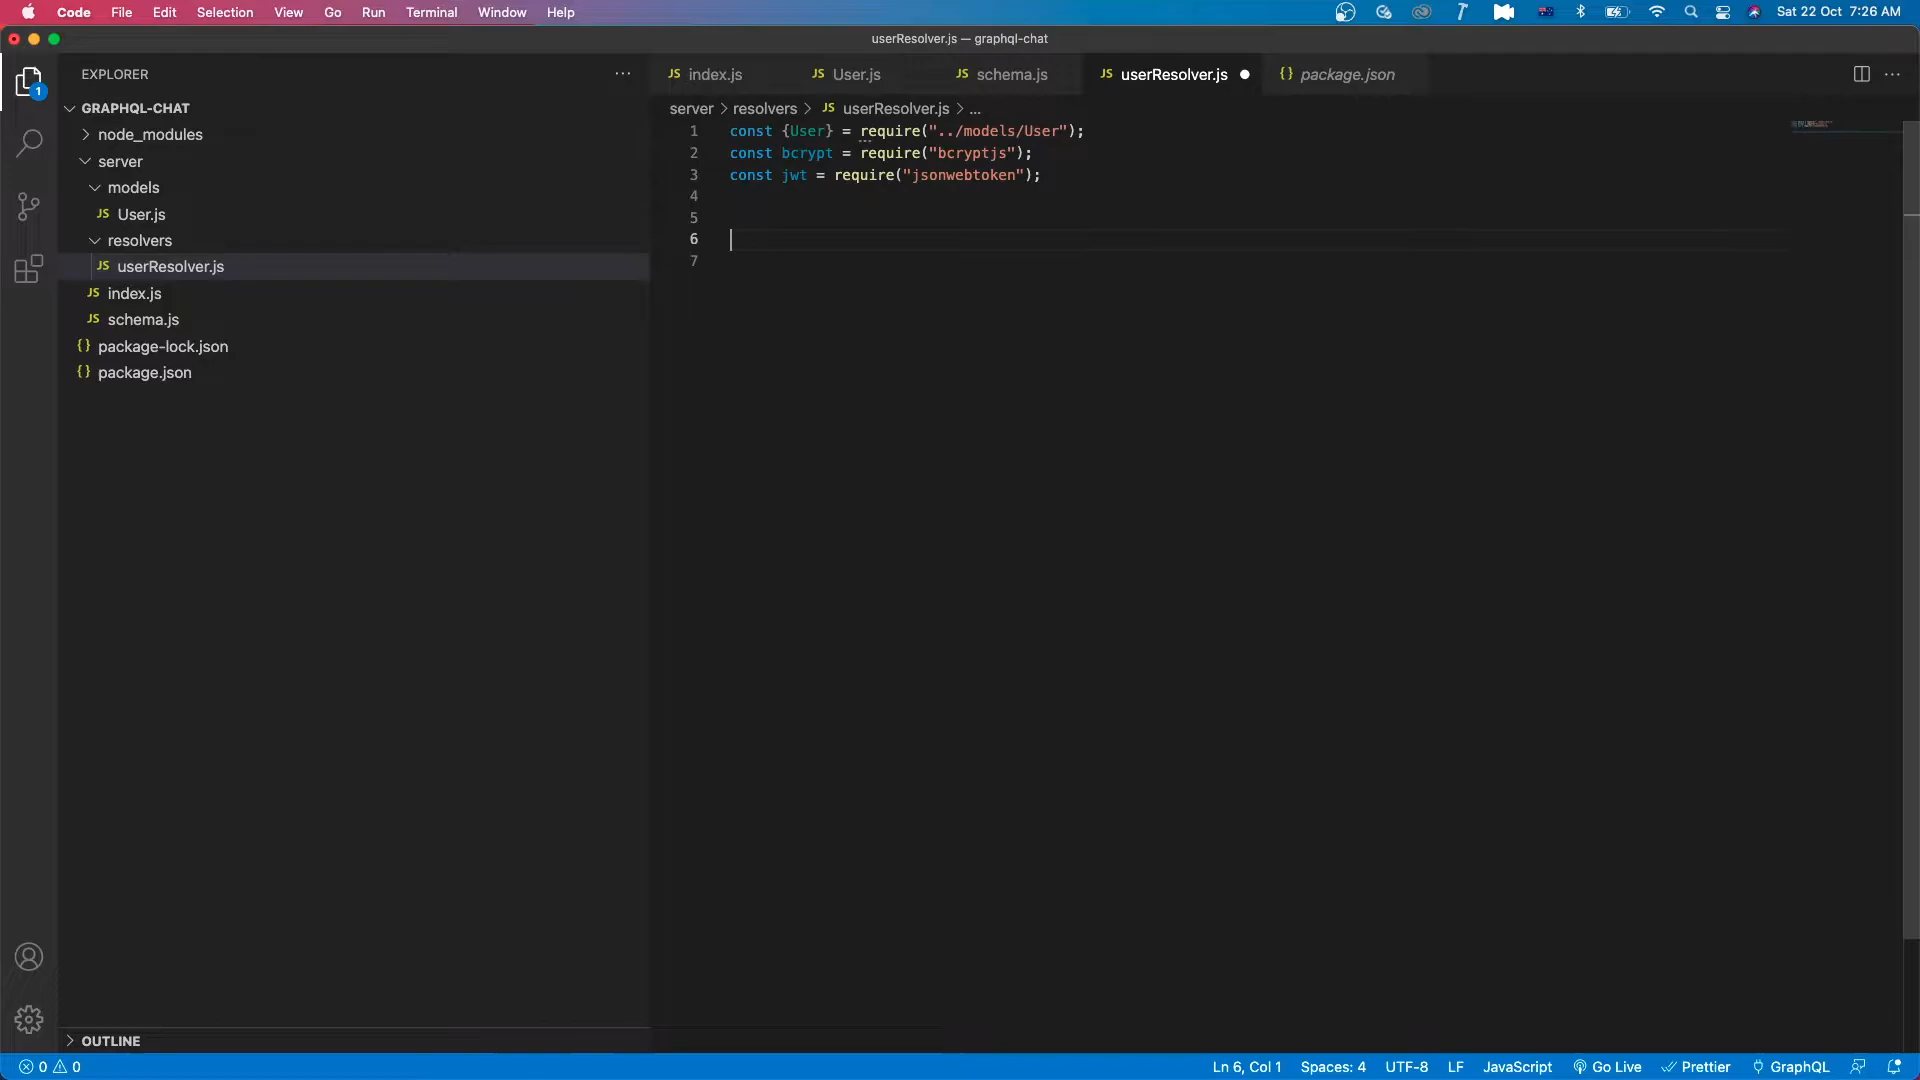 Code File Edit Selection View Go Run Terminal Window Help Sat 22 Oct 7:26 AM
userResolver.js — graphql-chat
EXPLORER
JS index.js JS User.js JS schema.js JS userResolver.js {} package.json
GRAPHQL-CHAT
node_modules
server
models
JS User.js
resolvers
JS userResolver.js
JS index.js
JS schema.js
{} package-lock.json
{} package.json
OUTLINE
server > resolvers > JS userResolver.js > ...
1 const {User} = require("../models/User");
2 const bcrypt = require("bcryptjs");
3 const jwt = require("jsonwebtoken");
4
5
6
7
1
0 0 Ln 6, Col 1 Spaces: 4 UTF-8 LF JavaScript Go Live Prettier GraphQL